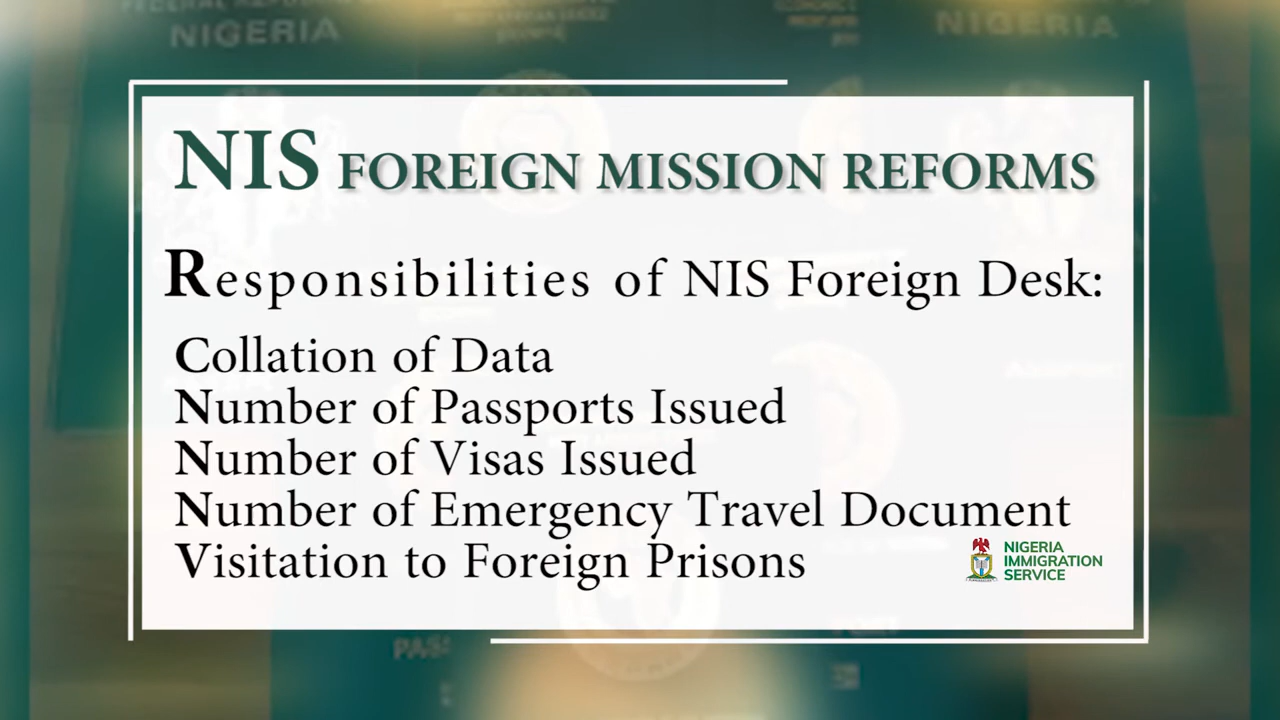 NIGERIA
NIGERIA
NIS FOREIGN MISSION REFORMS
Responsibilities of NIS Foreign Desk:
Collation of Data
Number of Passports Issued
Number of Visas Issued
Number of Emergency Travel Document
Visitation to Foreign Prisons
NIGERIA
IMMIGRATION
SERVICE